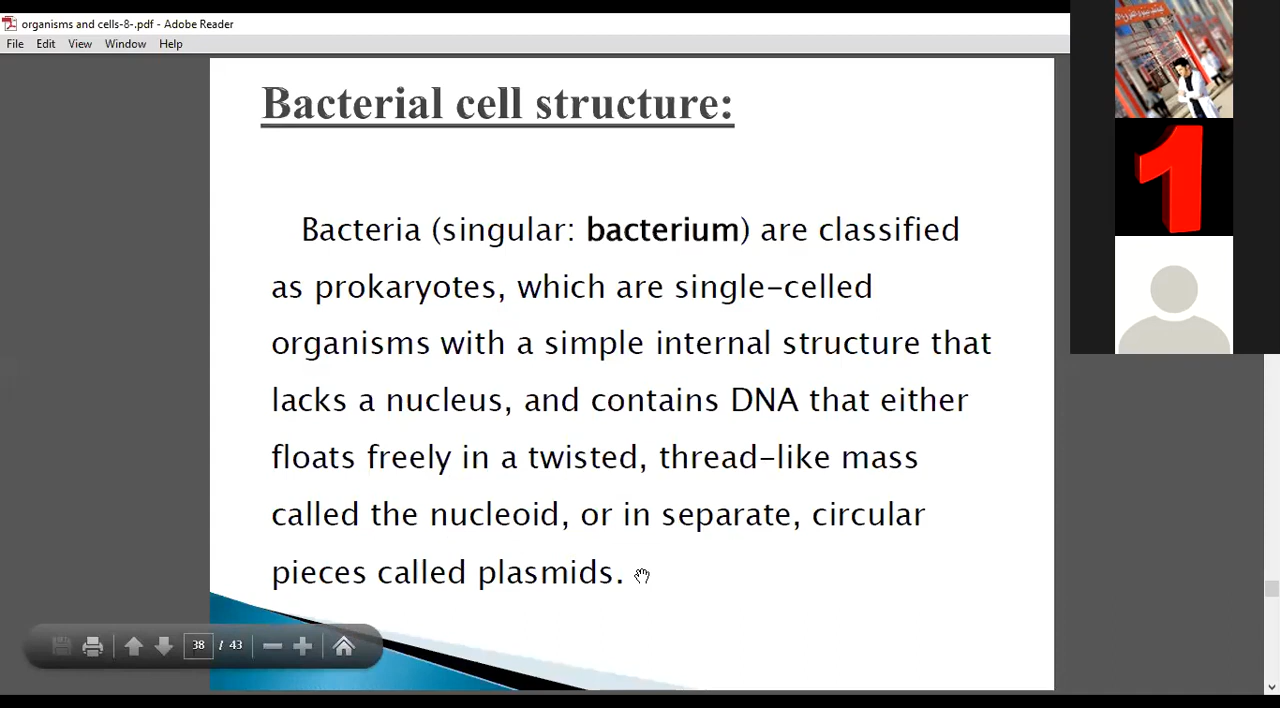 organisms and cells-8-.pdf - Adobe Reader
File Edit View Window Help
Bacterial cell structure:
Bacteria (singular: bacterium) are classified
as prokaryotes, which are single-celled
organisms with a simple internal structure that
lacks a nucleus, and contains DNA that either
floats freely in a twisted, thread-like mass
called the nucleoid, or in separate, circular
pieces called plasmids.
38 / 43
1